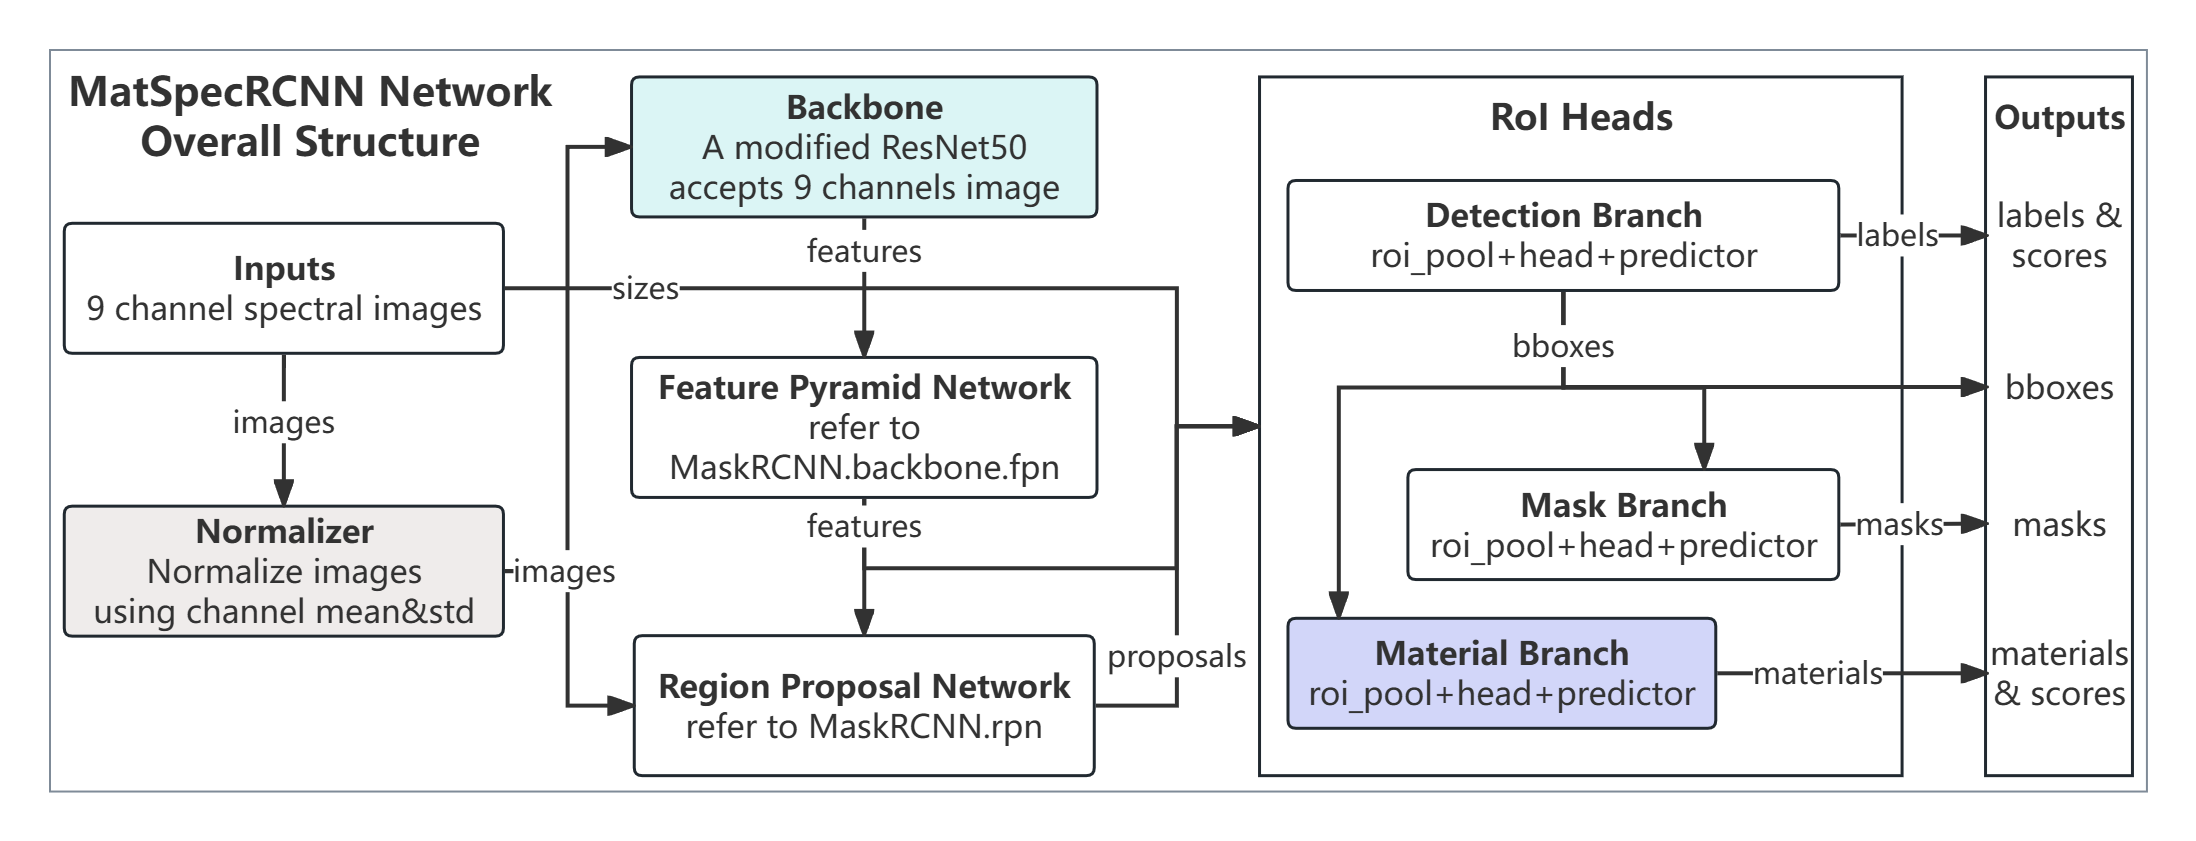 MatSpecRCNN Network
Overall Structure
Inputs
9 channel spectral images
images
Normalizer
Normalize images
using channel mean&std
images
sizes
Backbone
A modified ResNet50
accepts 9 channels image
features
Feature Pyramid Network
refer to
MaskRCNN.backbone.fpn
features
Region Proposal Network
refer to MaskRCNN.rpn
proposals
RoI Heads
Detection Branch
roi_pool+head+predictor
labels
bboxes
Mask Branch
roi_pool+head+predictor
masks
Material Branch
roi_pool+head+predictor
materials
Outputs
labels &
scores
bboxes
masks
materials
& scores